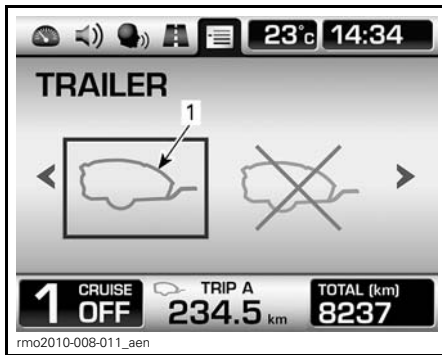 23°c 14:34
TRAILER
1
1 CRUISE OFF
TRIP A
234.5 km
TOTAL (km)
8237
rmo2010-008-011_aen